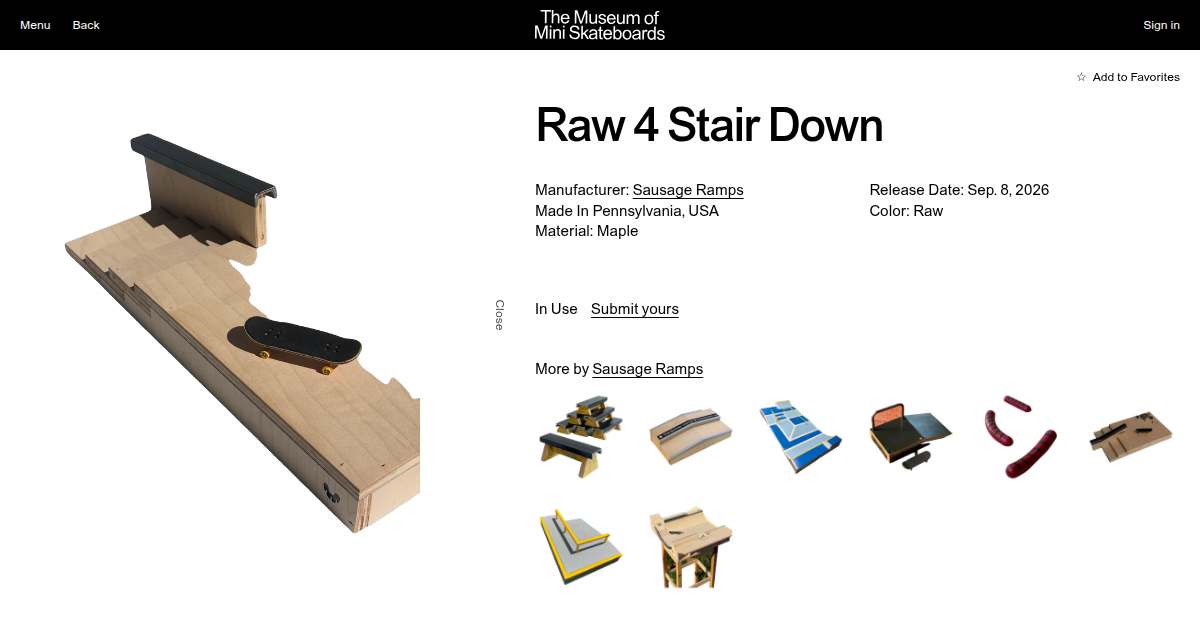 Menu
Back
The Museum of
Mini Skateboards
Sign in
☆ Add to Favorites
Raw 4 Stair Down
Manufacturer: Sausage Ramps
Made In Pennsylvania, USA
Material: Maple
Release Date: Sep. 8, 2026
Color: Raw
Close
In Use Submit yours
More by Sausage Ramps